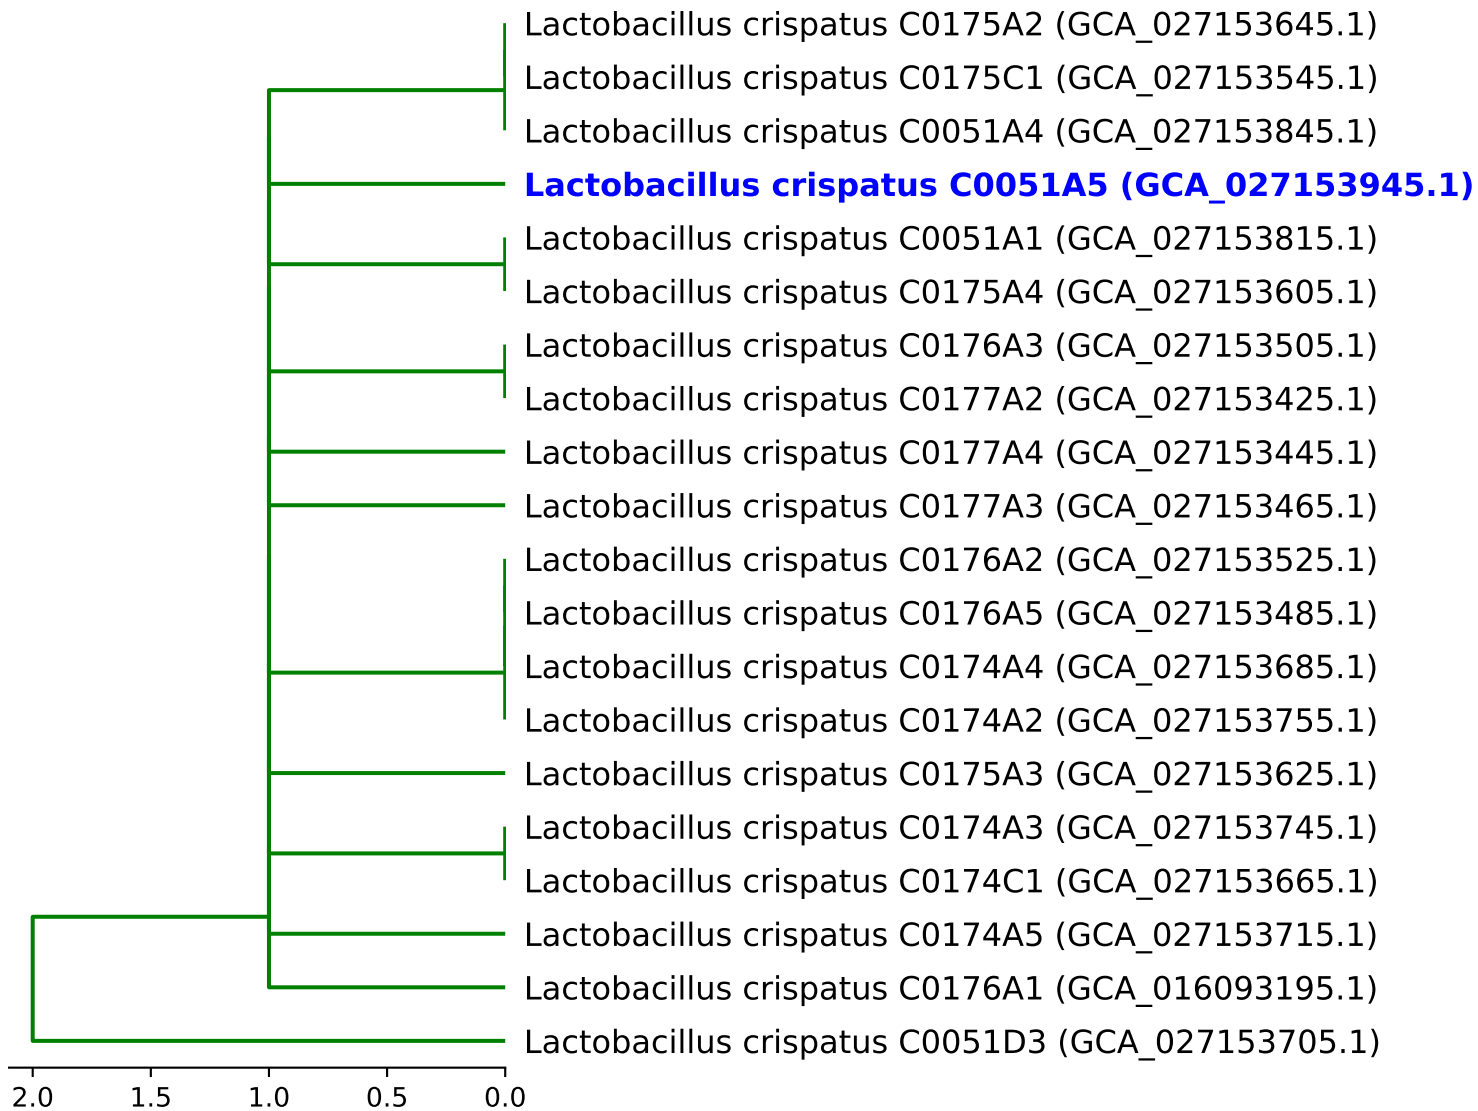 Lactobacillus crispatus C0175A2 (GCA_027153645.1)
Lactobacillus crispatus C0175C1 (GCA_027153545.1)
Lactobacillus crispatus C0051A4 (GCA_027153845.1)
Lactobacillus crispatus C0051A5 (GCA_027153945.1)
Lactobacillus crispatus C0051A1 (GCA_027153815.1)
Lactobacillus crispatus C0175A4 (GCA_027153605.1)
Lactobacillus crispatus C0176A3 (GCA_027153505.1)
Lactobacillus crispatus C0177A2 (GCA_027153425.1)
Lactobacillus crispatus C0177A4 (GCA_027153445.1)
Lactobacillus crispatus C0177A3 (GCA_027153465.1)
Lactobacillus crispatus C0176A2 (GCA_027153525.1)
Lactobacillus crispatus C0176A5 (GCA_027153485.1)
Lactobacillus crispatus C0174A4 (GCA_027153685.1)
Lactobacillus crispatus C0174A2 (GCA_027153755.1)
Lactobacillus crispatus C0175A3 (GCA_027153625.1)
Lactobacillus crispatus C0174A3 (GCA_027153745.1)
Lactobacillus crispatus C0174C1 (GCA_027153665.1)
Lactobacillus crispatus C0174A5 (GCA_027153715.1)
Lactobacillus crispatus C0176A1 (GCA_016093195.1)
Lactobacillus crispatus C0051D3 (GCA_027153705.1)
2.0 1.5 1.0 0.5 0.0